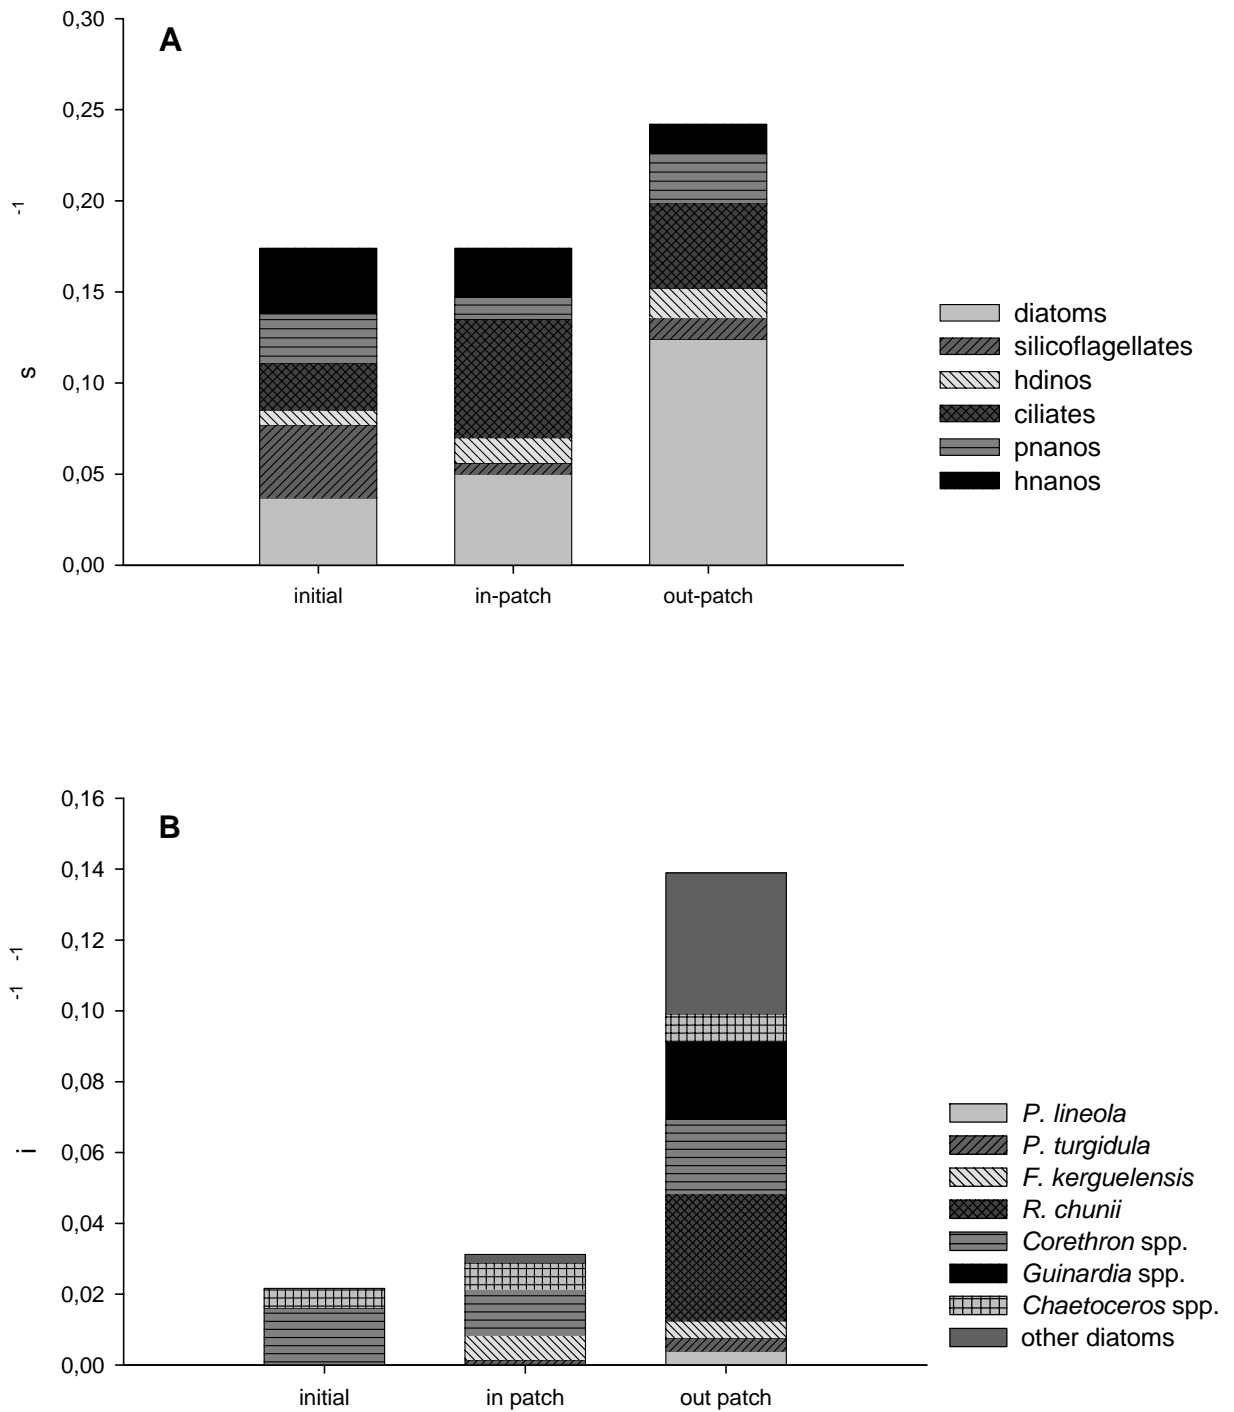 A
0,30
0,25
0,20
0,15
0,10
0,05
0,00
s
-1
initial
in-patch
out-patch
diatoms
silicoflagellates
hdinos
ciliates
pnanos
hnanos
B
0,16
0,14
0,12
0,10
0,08
0,06
0,04
0,02
0,00
i
-1
-1
initial
in patch
out patch
P. lineola
P. turgidula
F. kerguelensis
R. chunii
Corethron spp.
Guinardia spp.
Chaetoceros spp.
other diatoms